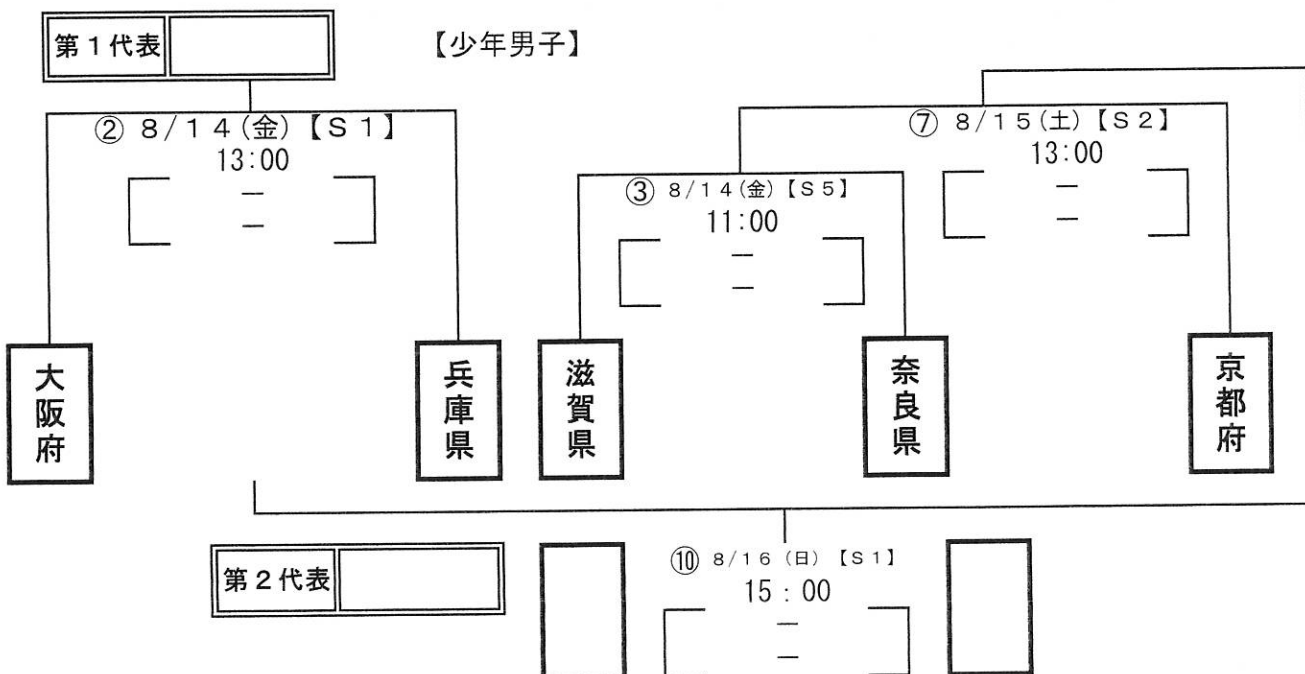 第1代表
【少年男子】
② 8/14(金)【S1】
13:00
－
－
③ 8/14(金)【S5】
11:00
－
－
⑦ 8/15(土)【S2】
13:00
－
－
大阪府
兵庫県
滋賀県
奈良県
京都府
第2代表
⑩ 8/16(日)【S1】
15:00
－
－